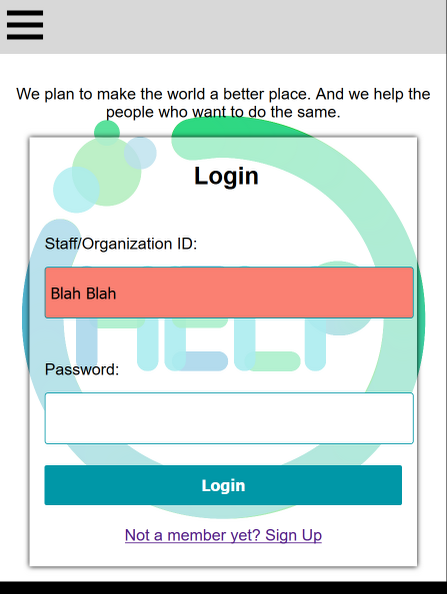 We plan to make the world a better place. And we help the
people who want to do the same.
Login
Staff/Organization ID:
Blah Blah
HELP
Password:
Login
Not a member yet? Sign Up